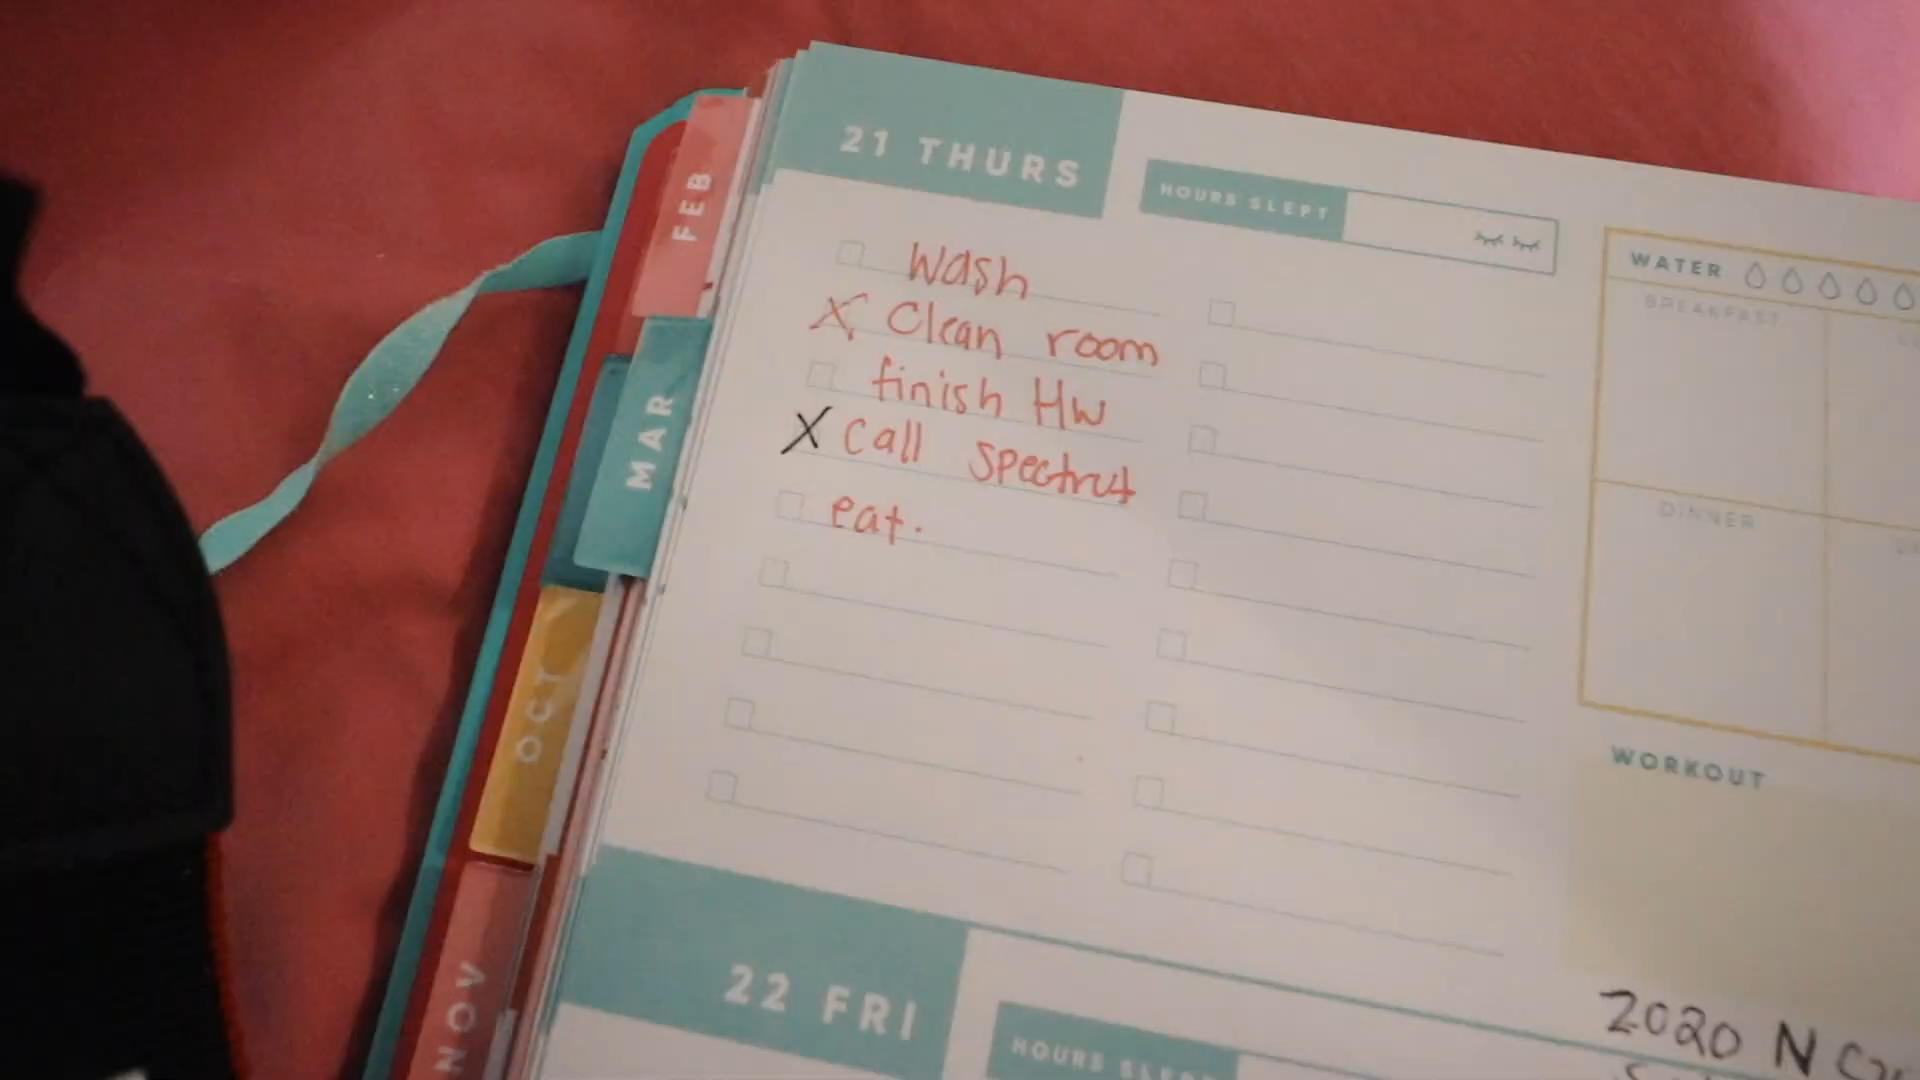 21 THURS
HOURS SLEPT
WATER
BREAKFAST
Wash
X Clean room
finish HW
X Call spectrut
eat.
DINNER
WORKOUT
22 FRI
HOURS SLEPT
2020 N
FEB
MAR
OCT
NOV